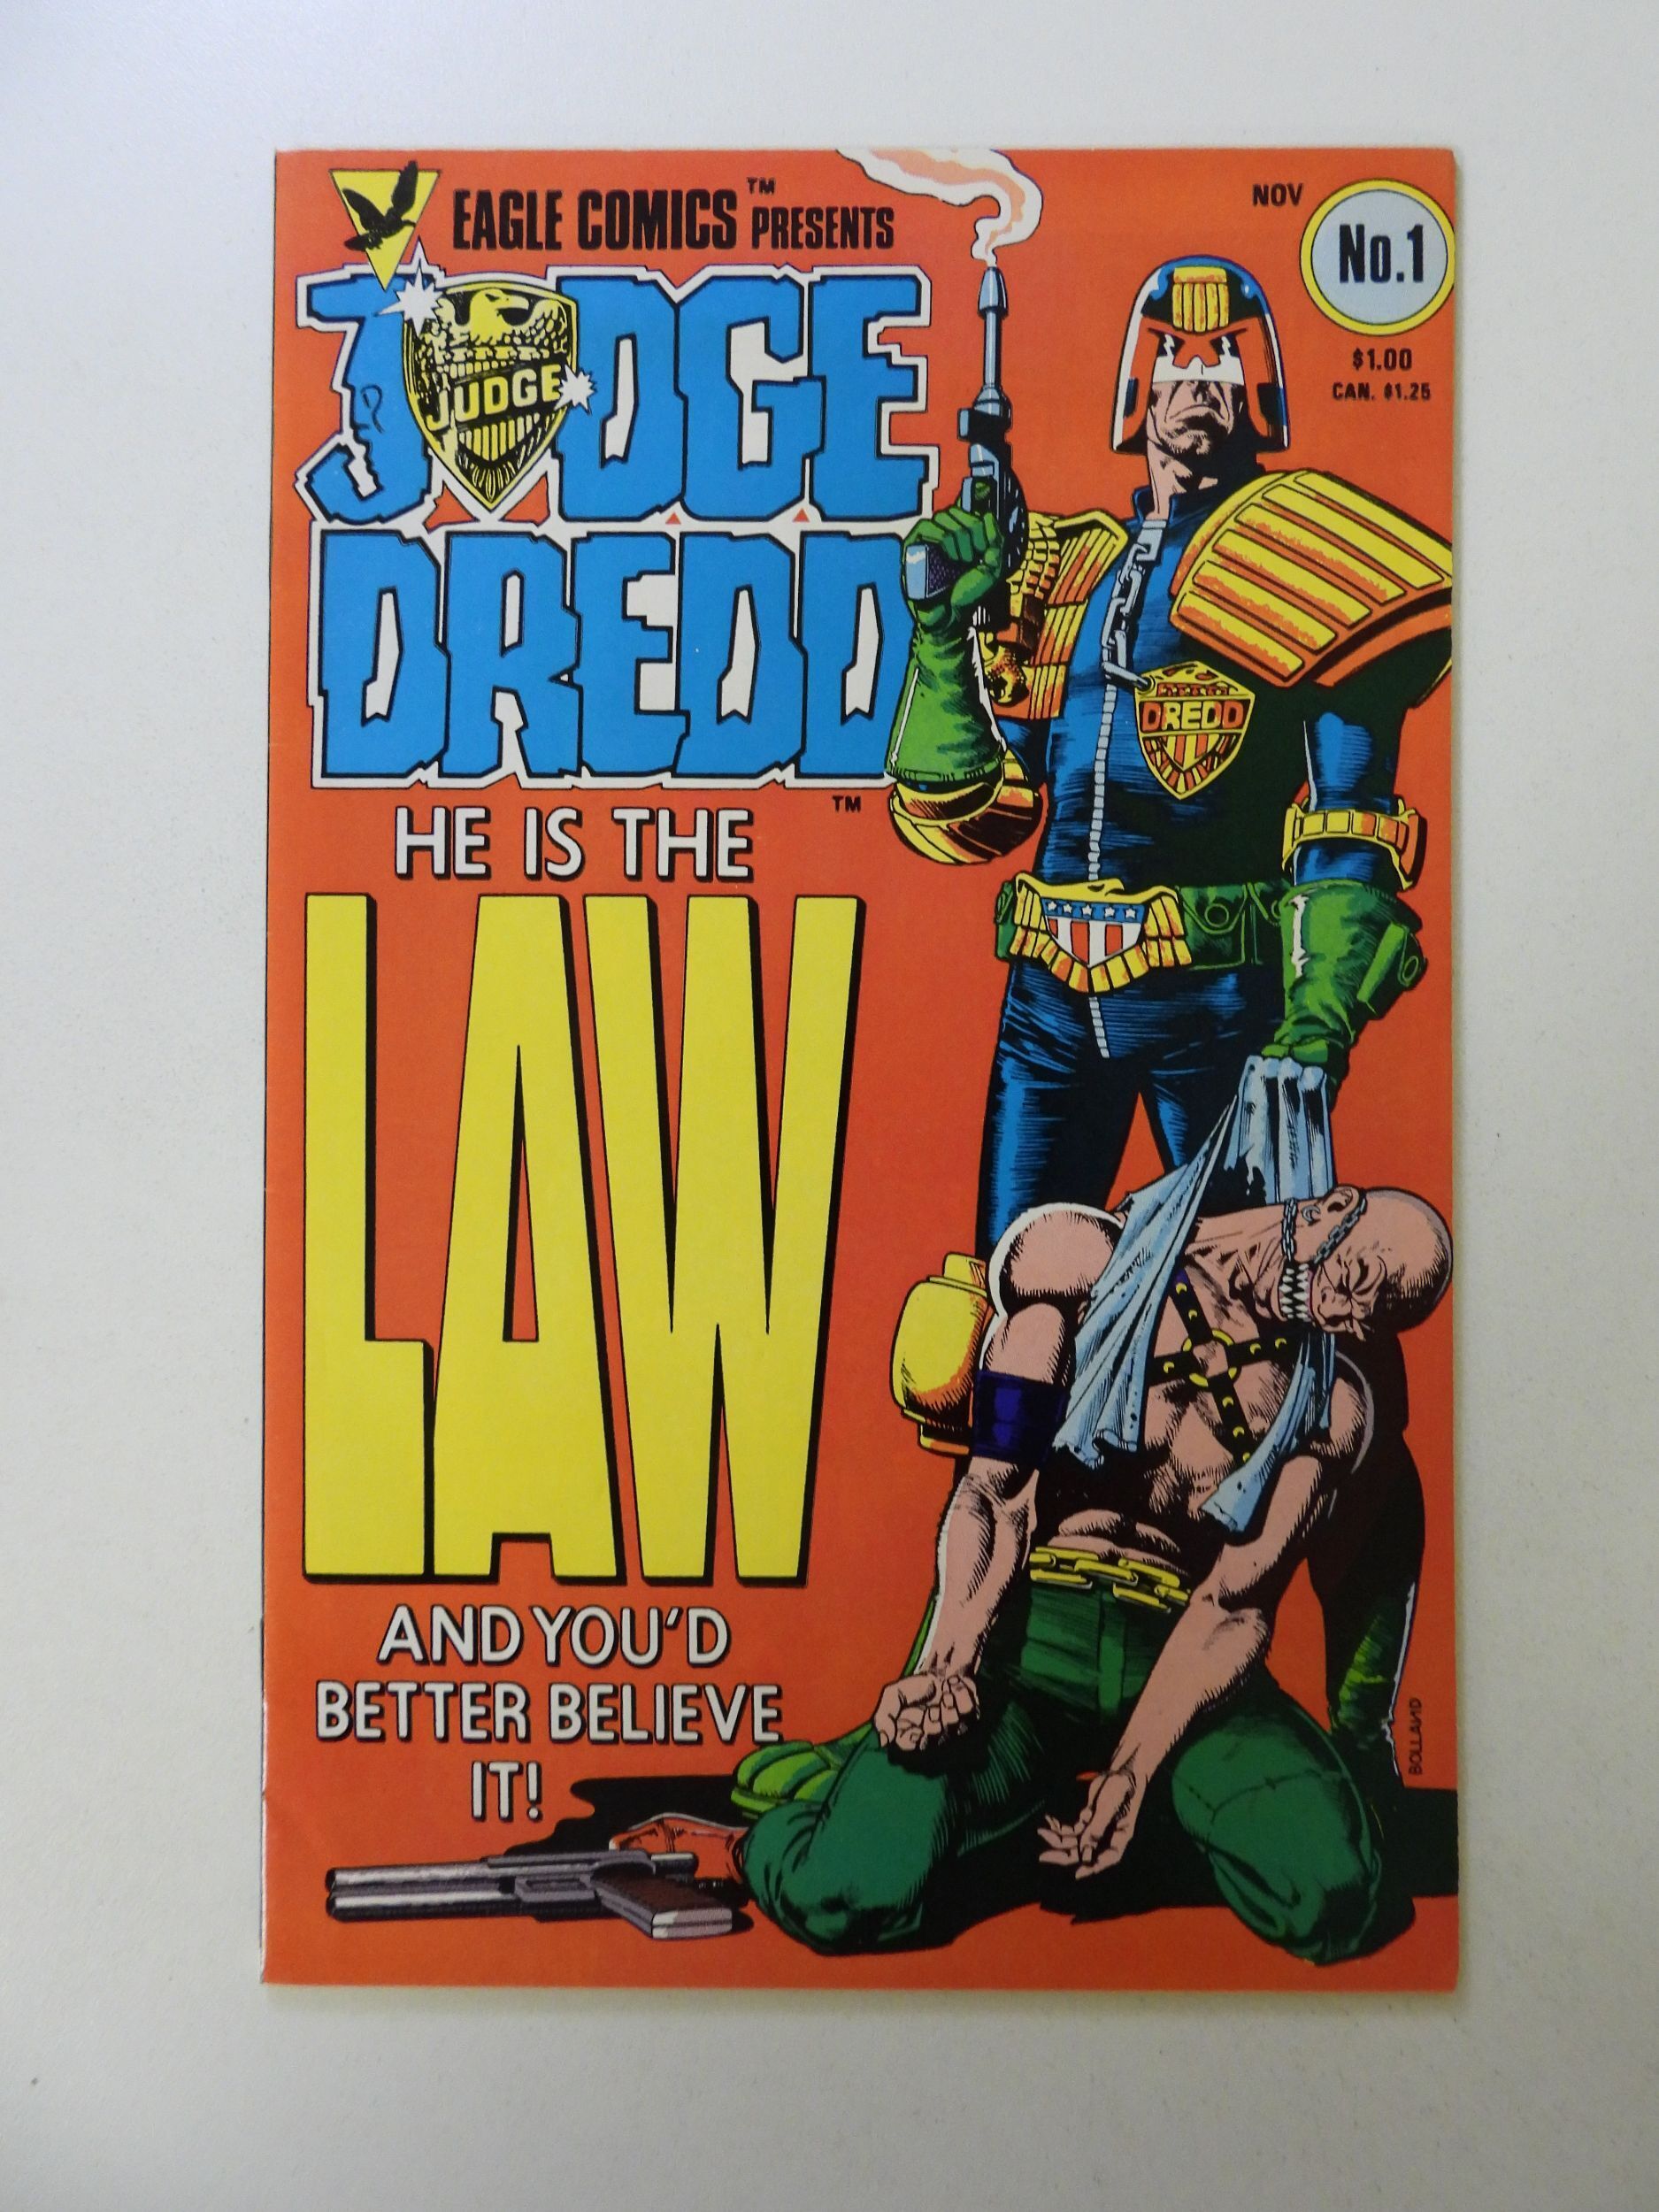 EAGLE COMICS™ PRESENTS
NOV
No.1
$1.00
CAN. $1.25
JUDGE
JUDGE
DREDD
™
DREDD
HE IS THE
LAW
AND YOU'D
BETTER BELIEVE
IT!
BOLLAND